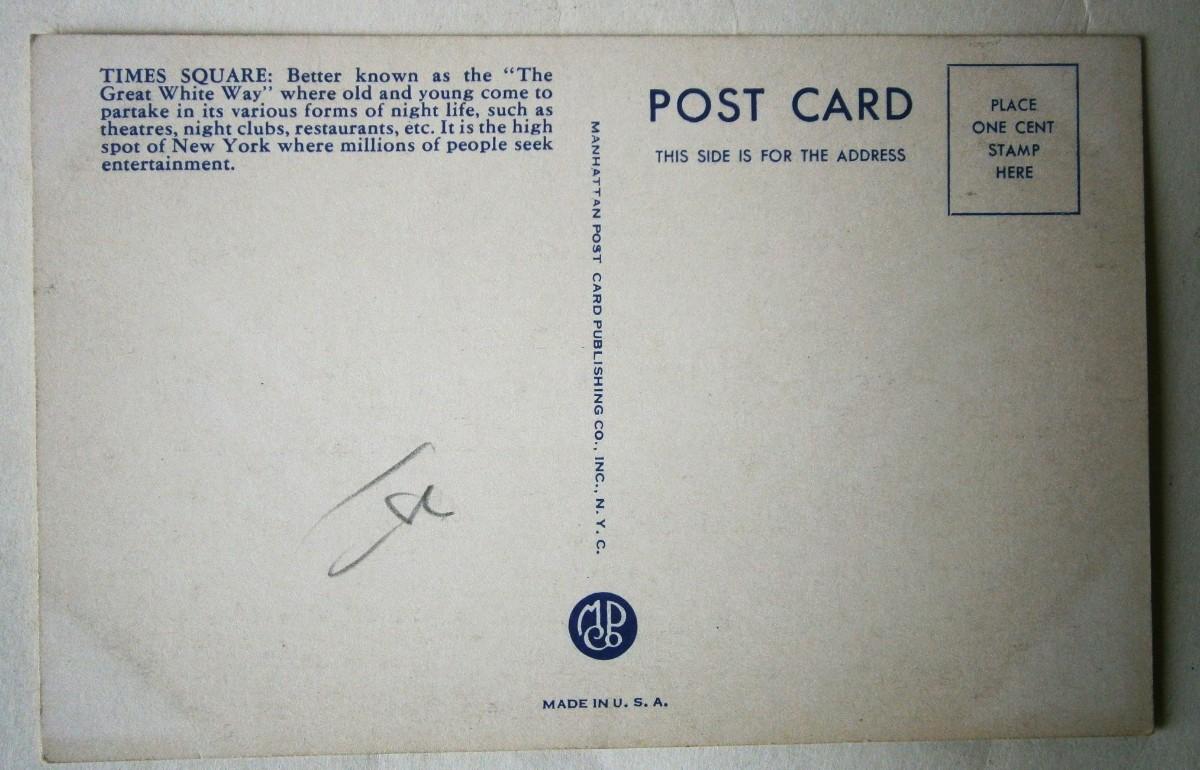 TIMES SQUARE: Better known as the "The
Great White Way" where old and young come to
partake in its various forms of night life, such as
theatres, night clubs, restaurants, etc. It is the high
spot of New York where millions of people seek
entertainment.
MANHATTAN POST CARD PUBLISHING CO., INC., N. Y. C.
POST CARD
THIS SIDE IS FOR THE ADDRESS
PLACE
ONE CENT
STAMP
HERE
MPCo
MADE IN U. S. A.